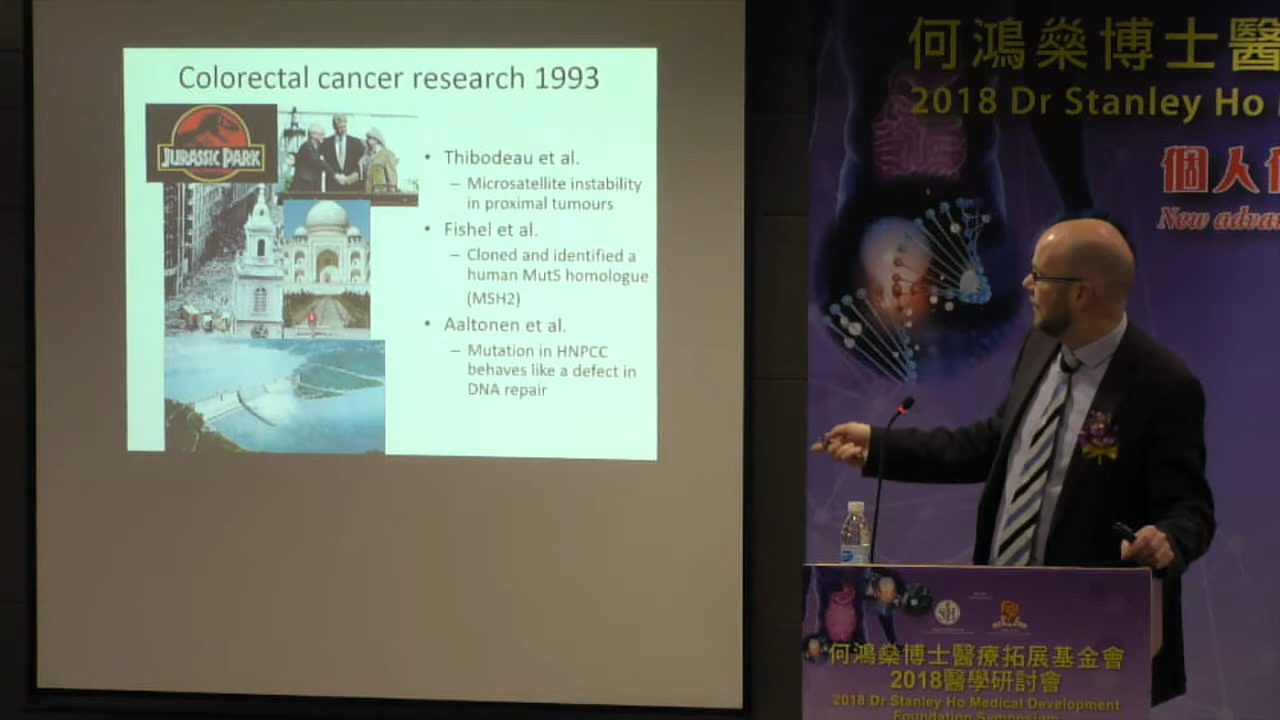 Colorectal cancer research 1993
JURASSIC PARK
• Thibodeau et al.
– Microsatellite instability
in proximal tumours
• Fishel et al.
– Cloned and identified a
human MutS homologue
(MSH2)
• Aaltonen et al.
– Mutation in HNPCC
behaves like a defect in
DNA repair
何鴻燊博士醫
2018 Dr Stanley Ho
個人
New adva
何鴻燊博士醫療拓展基金會
2018醫學研討會
2018 Dr Stanley Ho Medical Development
Foundation Symposium